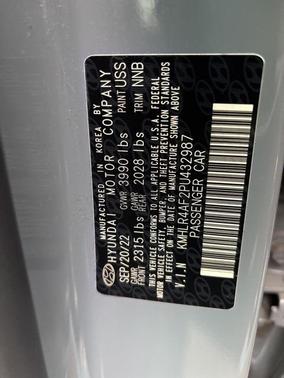 MANUFACTURED IN KOREA BY
HYUNDAI MOTOR COMPANY
SEP/20/22 GVWR 3990 lbs PAINT USS
GAWR FRONT 2315 lbs GAWR REAR 2028 lbs TRIM NNB
THIS VEHICLE CONFORMS TO ALL APPLICABLE U.S.A. FEDERAL
MOTOR VEHICLE SAFETY, BUMPER, AND THEFT PREVENTION STANDARDS
IN EFFECT ON THE DATE OF MANUFACTURE SHOWN ABOVE.
V.I.N KMHLR4AF2PU432987
PASSENGER CAR